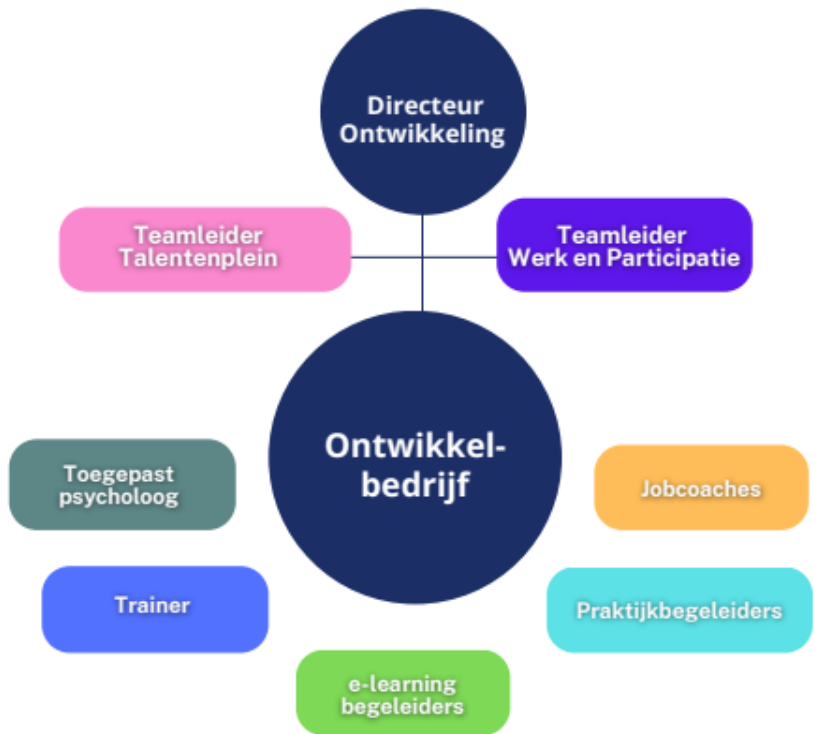 Directeur
Ontwikkeling
Teamleider
Talentenplein
Teamleider
Werk en Participatie
Ontwikkel-
bedrijf
Toegepast
psycholoog
Jobcoaches
Trainer
Praktijkbegeleiders
e-learning
begeleiders